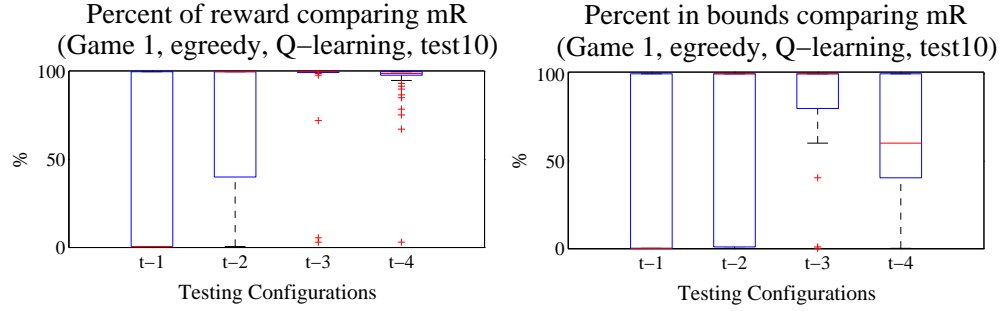 Percent of reward comparing mR
(Game 1, egreedy, Q−learning, test10)
100
50
0
%
t−1 t−2 t−3 t−4
Testing Configurations
Percent in bounds comparing mR
(Game 1, egreedy, Q−learning, test10)
100
50
0
%
t−1 t−2 t−3 t−4
Testing Configurations